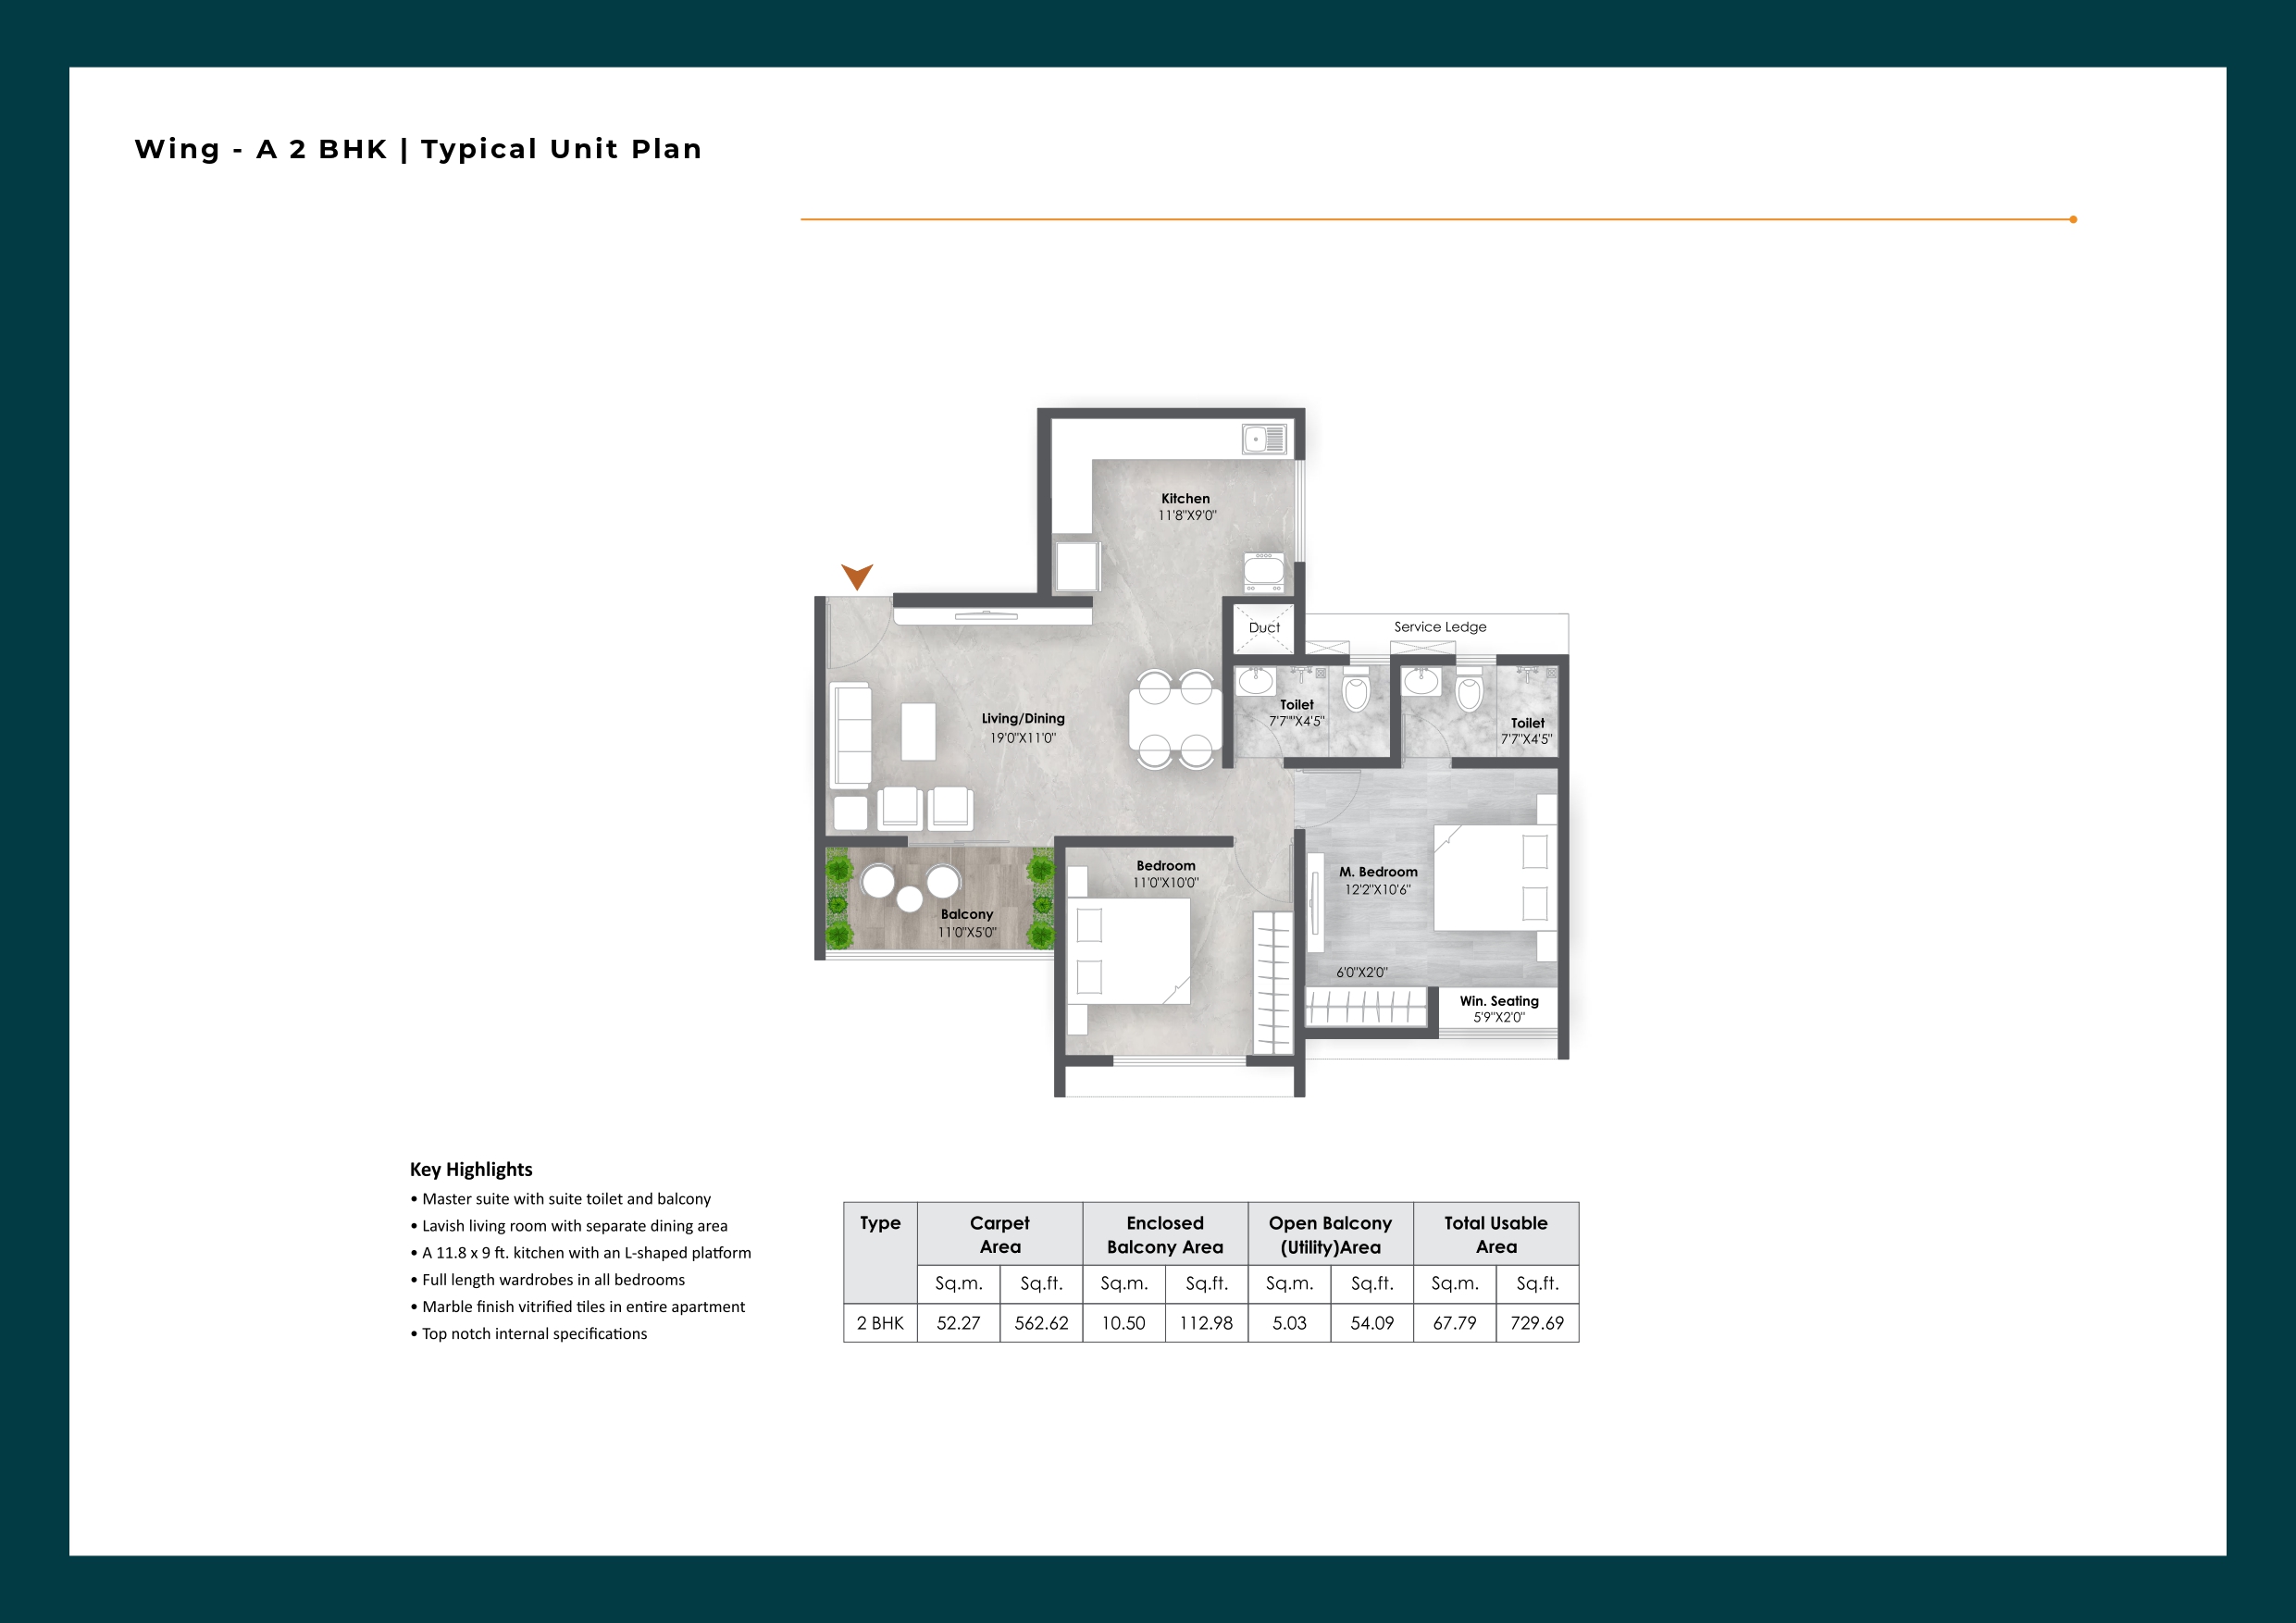 Wing - A 2 BHK | Typical Unit Plan
Kitchen
11'8"X9'0"
Duct
Service Ledge
Toilet
7'7""X4'5"
Toilet
7'7"X4'5"
Living/Dining
19'0"X11'0"
Bedroom
11'0"X10'0"
M. Bedroom
12'2"X10'6"
Balcony
11'0"X5'0"
6'0"X2'0"
Win. Seating
5'9"X2'0"
Key Highlights
• Master suite with suite toilet and balcony
• Lavish living room with separate dining area
• A 11.8 x 9 ft. kitchen with an L-shaped platform
• Full length wardrobes in all bedrooms
• Marble finish vitrified tiles in entire apartment
• Top notch internal specifications
Type Carpet Enclosed Open Balcony Total Usable
Area Balcony Area (Utility)Area Area
Sq.m. Sq.ft. Sq.m. Sq.ft. Sq.m. Sq.ft. Sq.m. Sq.ft.
2 BHK 52.27 562.62 10.50 112.98 5.03 54.09 67.79 729.69